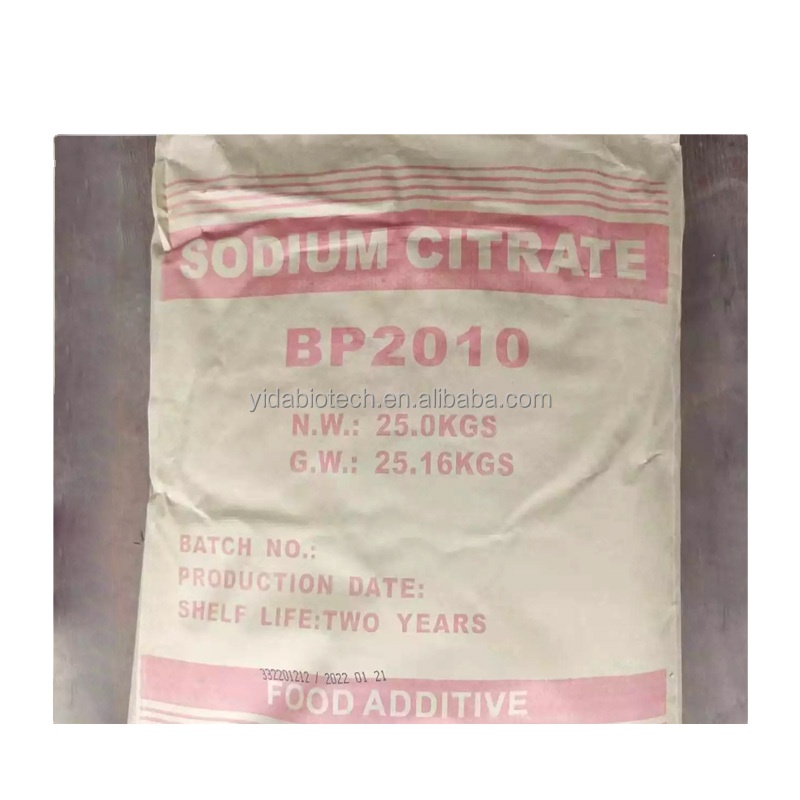 SODIUM CITRATE
BP2010
yidabiotech.en.alibaba.com
N.W.: 25.0KGS
G.W.: 25.16KGS
BATCH NO.:
PRODUCTION DATE:
SHELF LIFE:TWO YEARS
332201212 / 2022 01 21
FOOD ADDITIVE